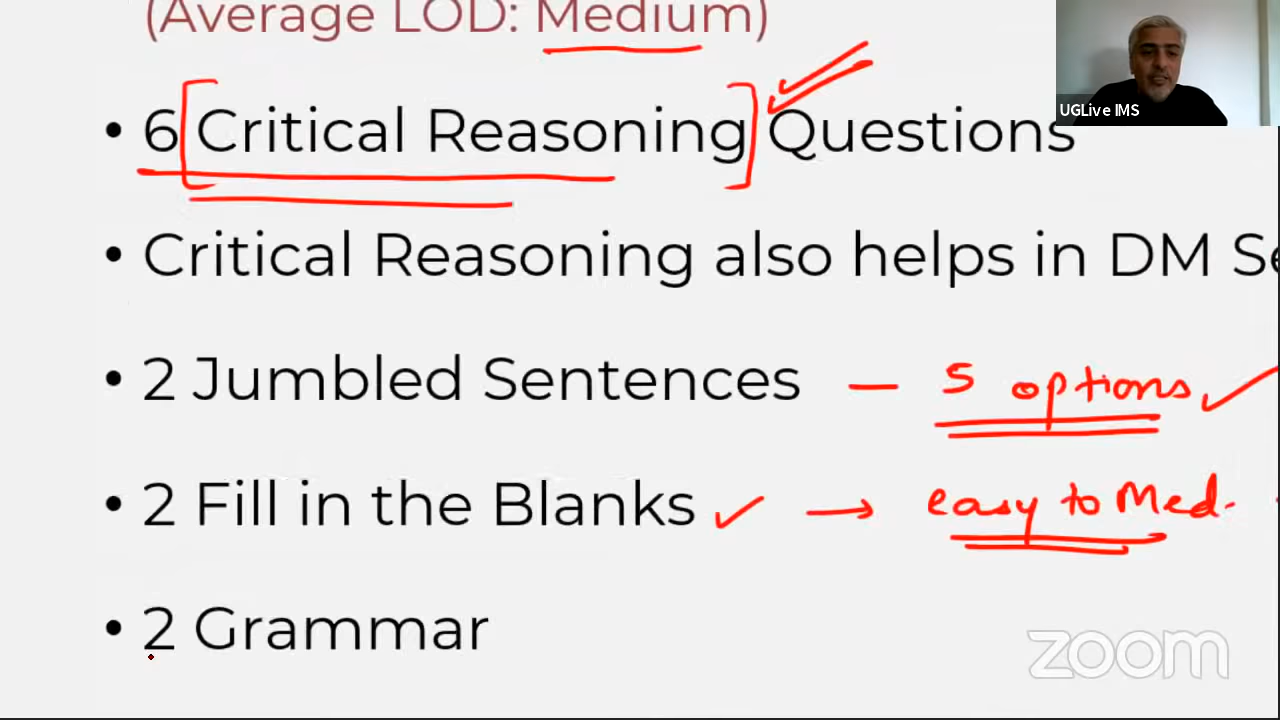 (Average LOD: Medium)
UGLive IMS
• 6 [Critical Reasoning] Questions
• Critical Reasoning also helps in DM Se
• 2 Jumbled Sentences — 5 options ✓
• 2 Fill in the Blanks ✓ → easy to Med.
• 2 Grammar
zoom